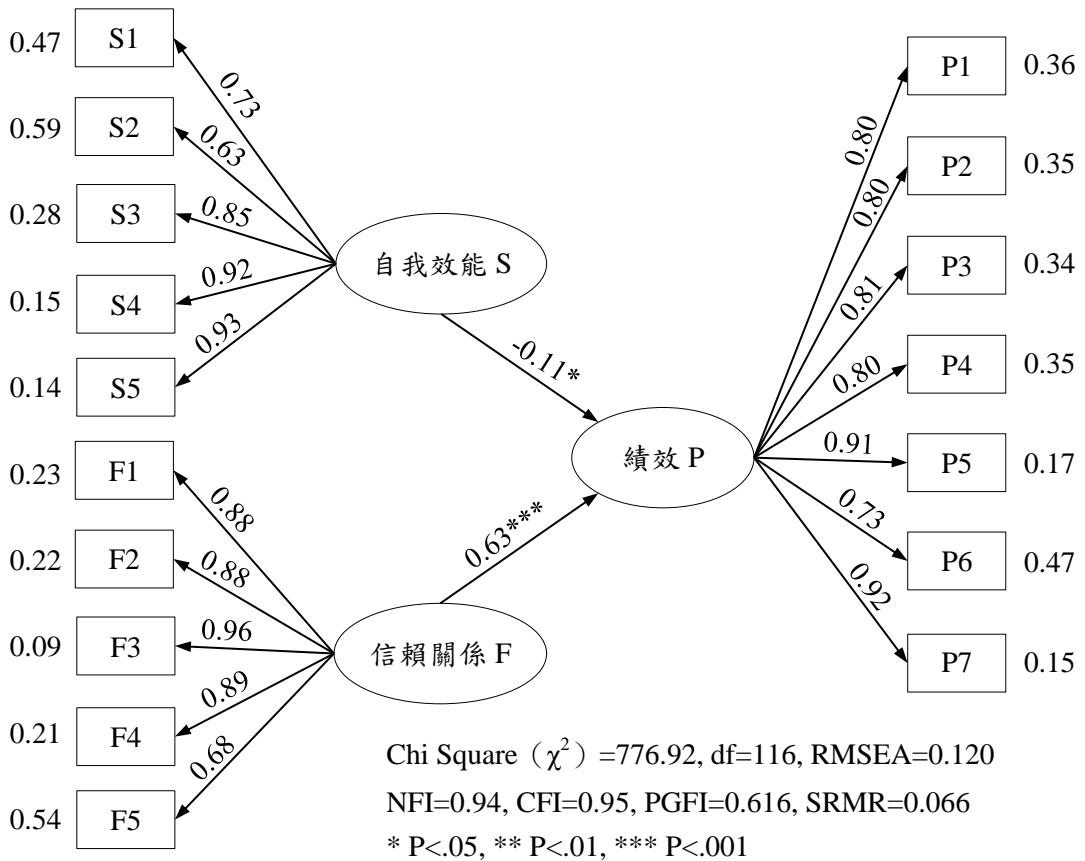 0.47 S1
0.59 S2
0.28 S3
0.15 S4
0.14 S5
0.73
0.63
0.85
0.92
0.93
自我效能 S
-0.11*
0.23 F1
0.22 F2
0.09 F3
0.21 F4
0.54 F5
0.88
0.88
0.96
0.89
0.68
信賴關係 F
0.63***
績效 P
0.80
0.80
0.81
0.80
0.91
0.73
0.92
P1 0.36
P2 0.35
P3 0.34
P4 0.35
P5 0.17
P6 0.47
P7 0.15
Chi Square（χ²）=776.92, df=116, RMSEA=0.120
NFI=0.94, CFI=0.95, PGFI=0.616, SRMR=0.066
* P<.05, ** P<.01, *** P<.001